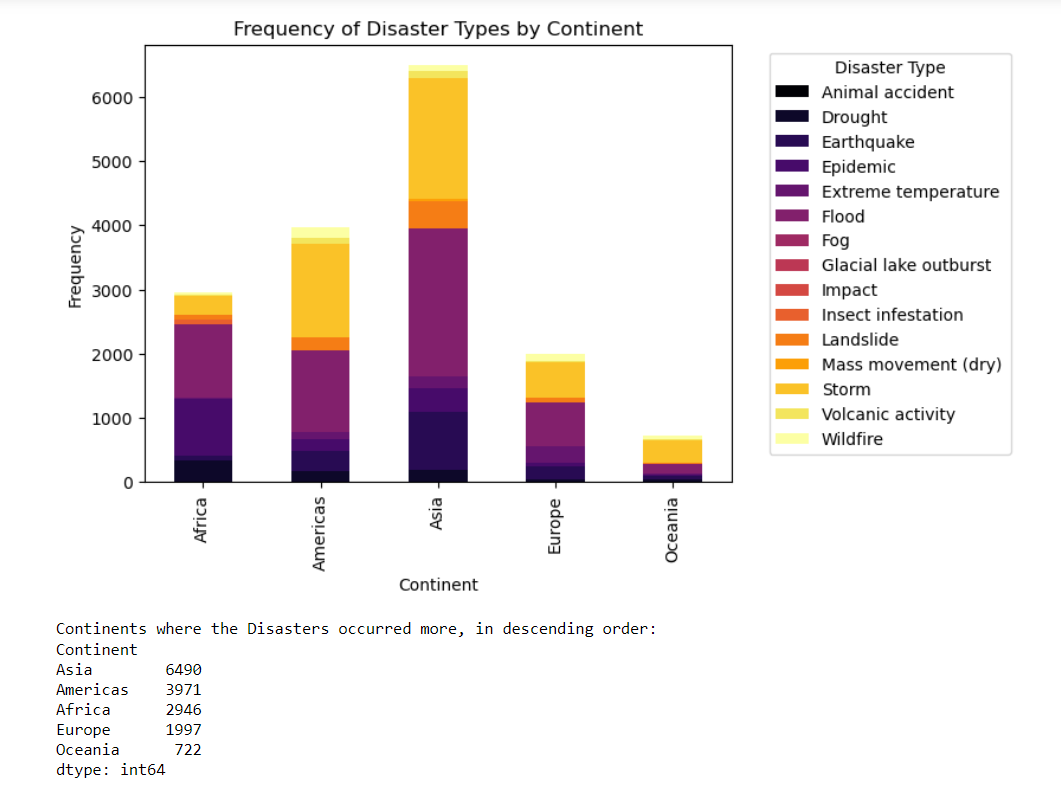 Frequency of Disaster Types by Continent
Frequency
6000
5000
4000
3000
2000
1000
0
Africa
Americas
Asia
Europe
Oceania
Continent
Disaster Type
Animal accident
Drought
Earthquake
Epidemic
Extreme temperature
Flood
Fog
Glacial lake outburst
Impact
Insect infestation
Landslide
Mass movement (dry)
Storm
Volcanic activity
Wildfire
Continents where the Disasters occurred more, in descending order:
Continent
Asia 6490
Americas 3971
Africa 2946
Europe 1997
Oceania 722
dtype: int64